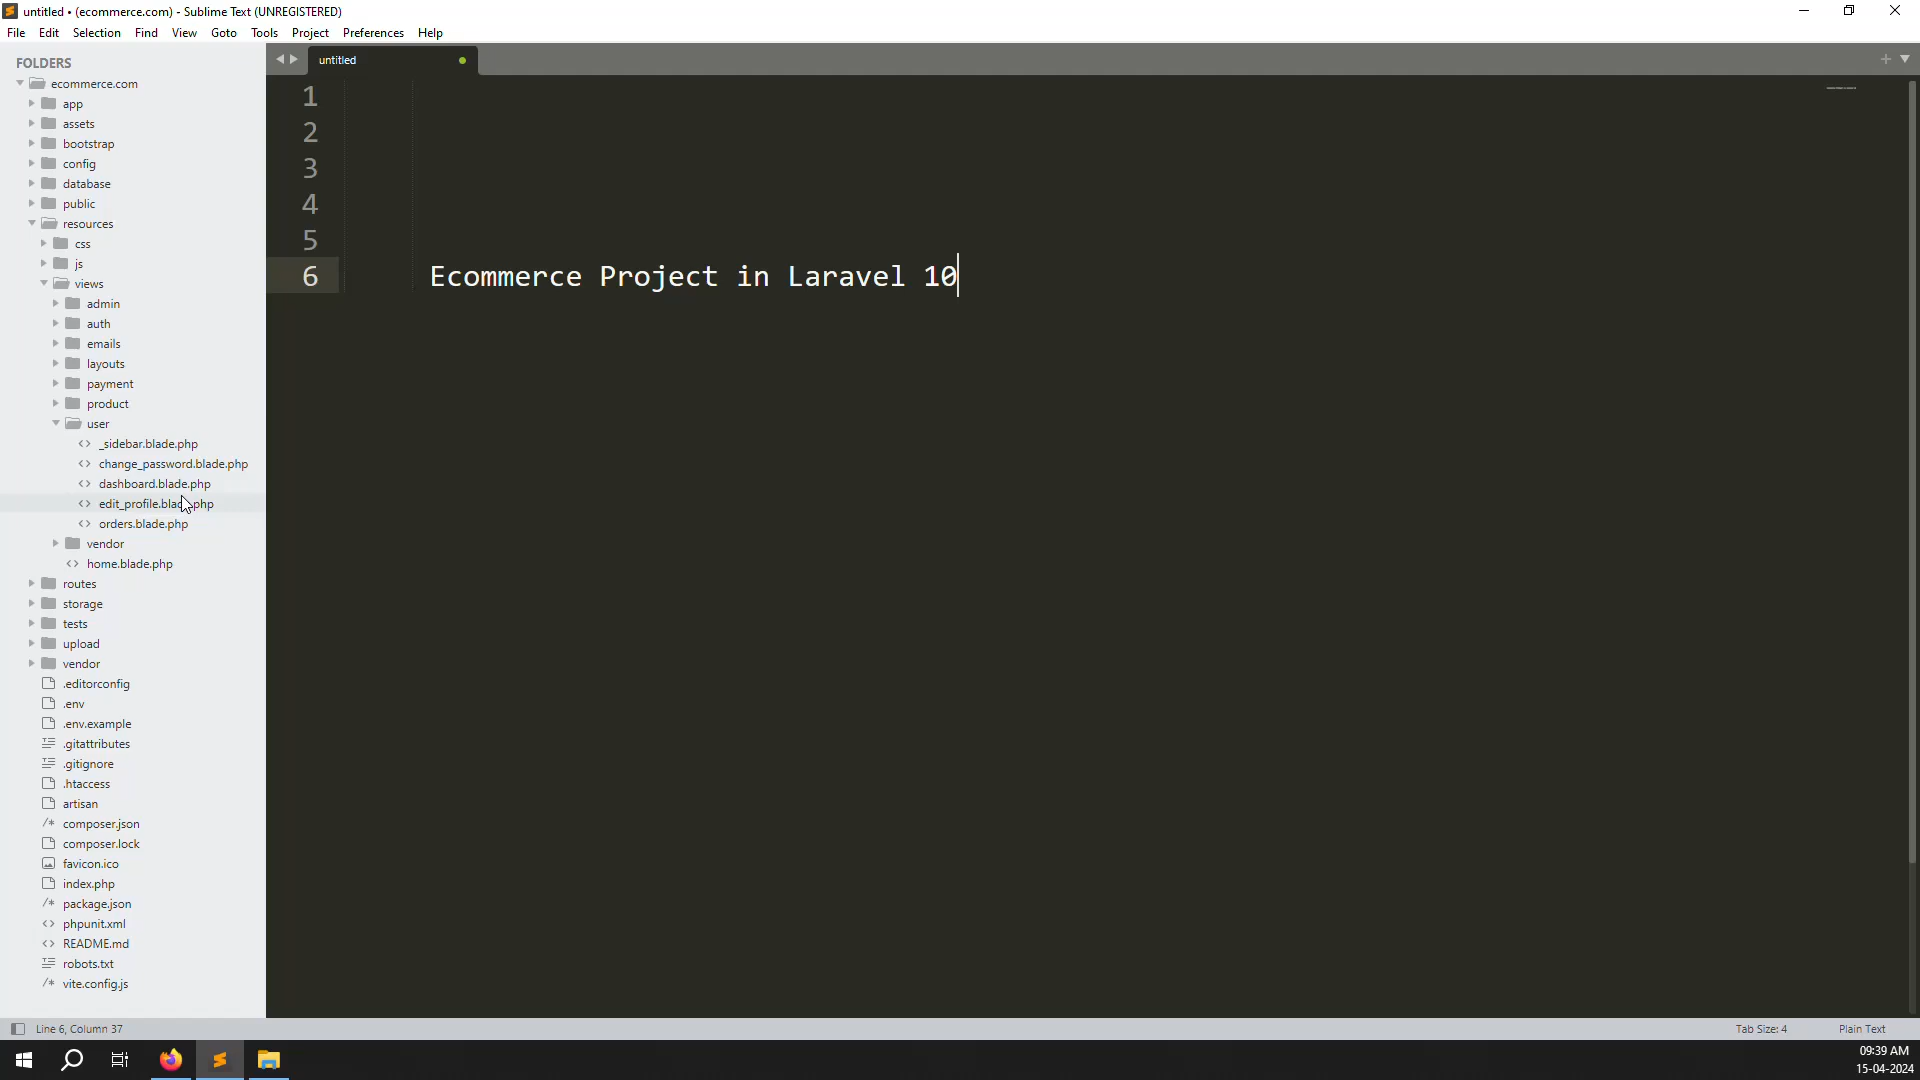 untitled • (ecommerce.com) - Sublime Text (UNREGISTERED)
File Edit Selection Find View Goto Tools Project Preferences Help
FOLDERS
ecommerce.com
app
assets
bootstrap
config
database
public
resources
css
js
views
admin
auth
emails
layouts
payment
product
user
_sidebar.blade.php
change_password.blade.php
dashboard.blade.php
edit_profile.blade.php
orders.blade.php
vendor
home.blade.php
routes
storage
tests
upload
vendor
.editorconfig
.env
.env.example
.gitattributes
.gitignore
.htaccess
artisan
composer.json
composer.lock
favicon.ico
index.php
package.json
phpunit.xml
README.md
robots.txt
vite.config.js
untitled
1
2
3
4
5
6 Ecommerce Project in Laravel 10
Line 6, Column 37
Tab Size: 4
Plain Text
09:39 AM
15-04-2024